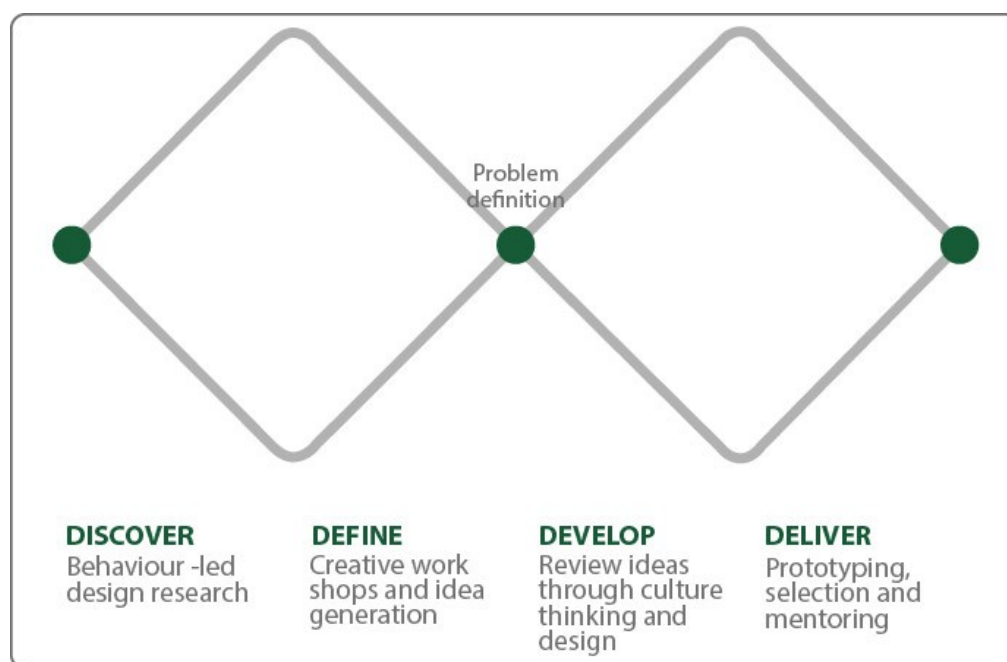 Problem
definition
DISCOVER
Behaviour -led
design research
DEFINE
Creative work
shops and idea
generation
DEVELOP
Review ideas
through culture
thinking and
design
DELIVER
Prototyping,
selection and
mentoring